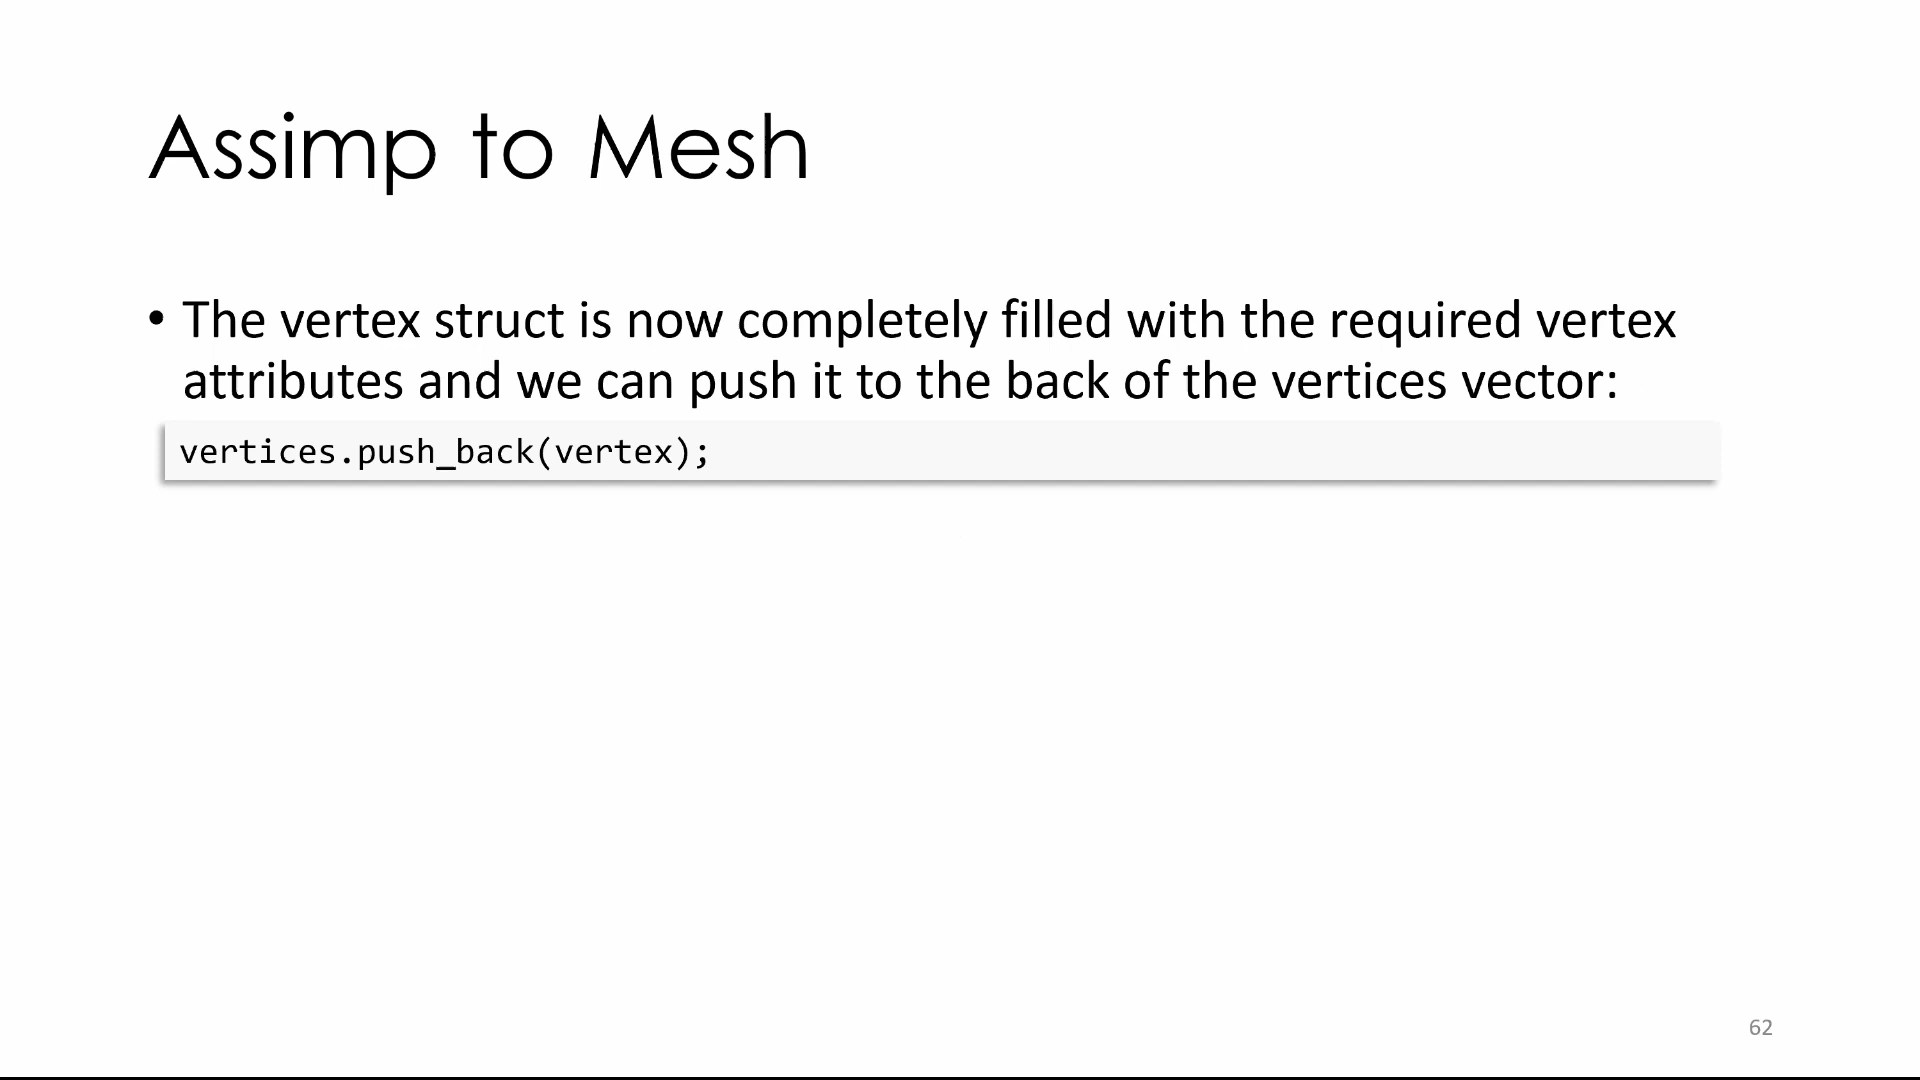 Assimp to Mesh
• The vertex struct is now completely filled with the required vertex
attributes and we can push it to the back of the vertices vector:
vertices.push_back(vertex);
62